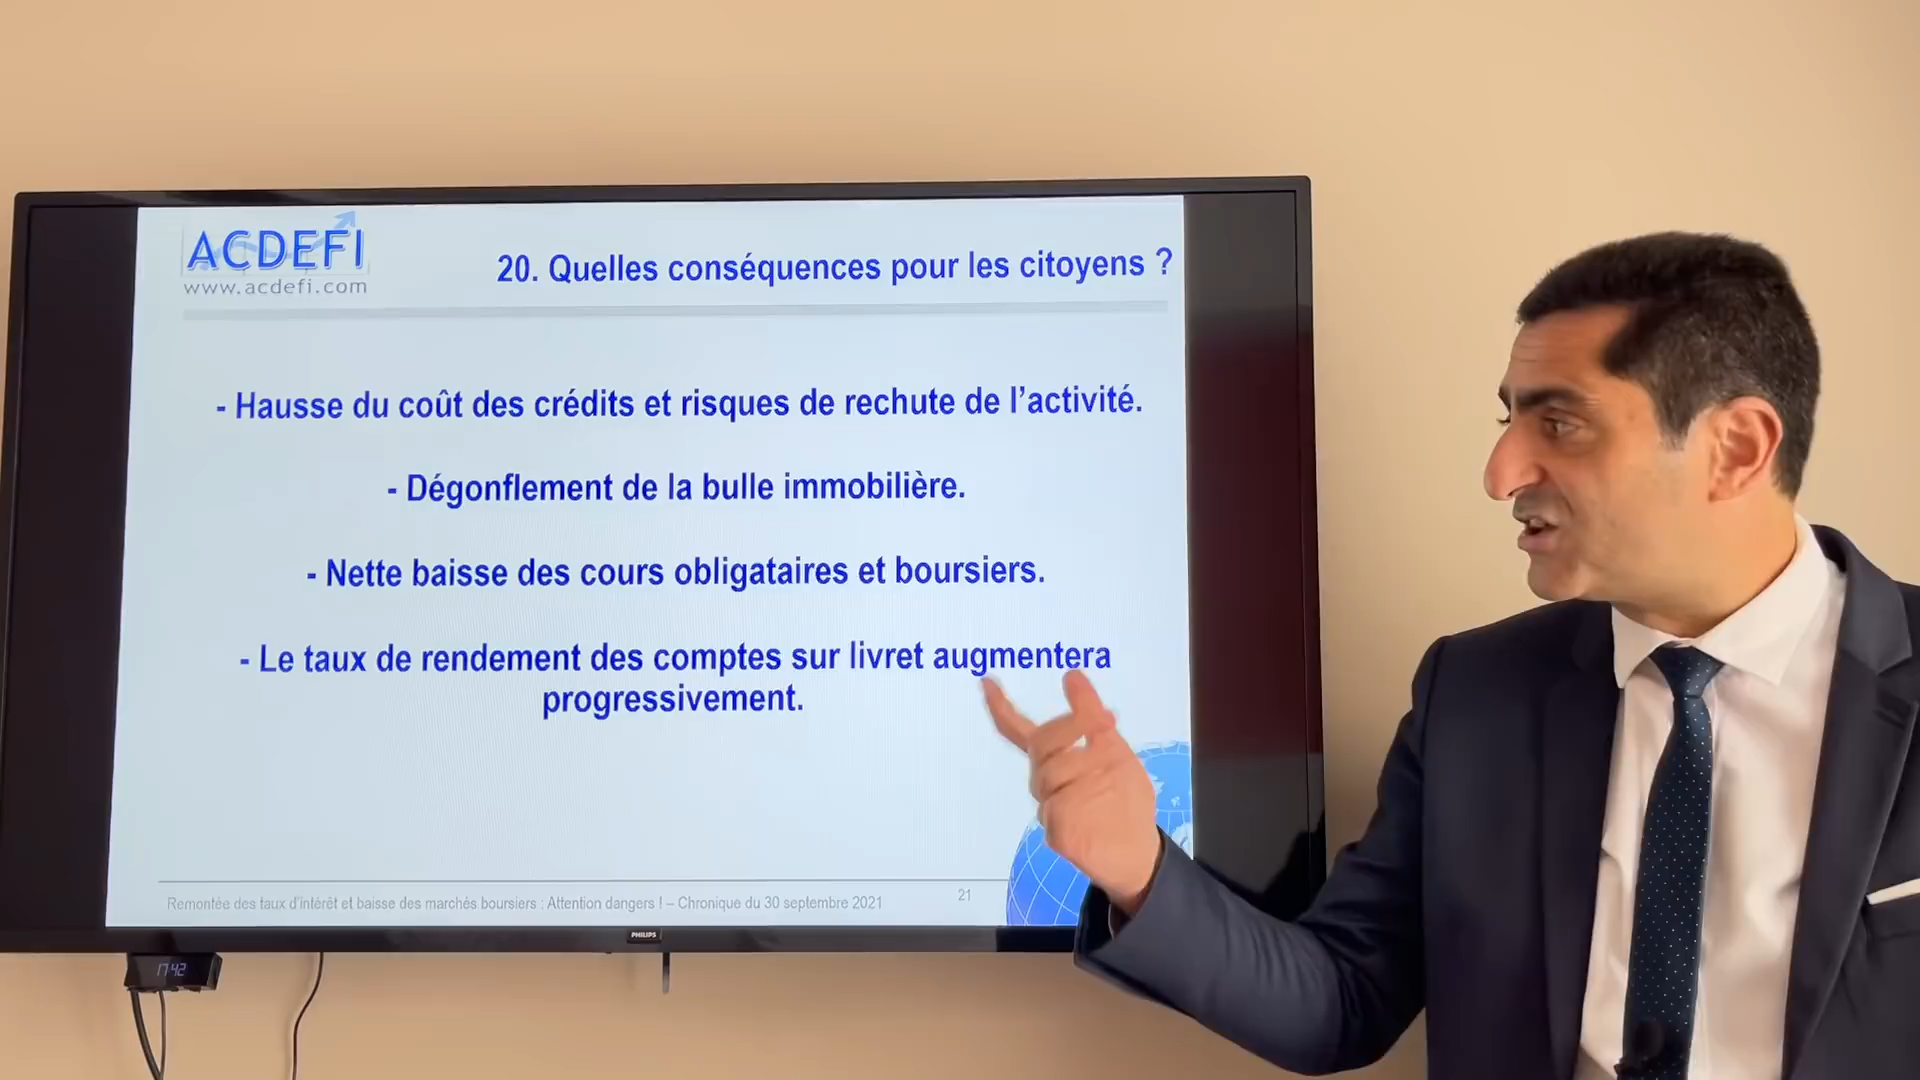 ACDEFI
www.acdefi.com
20. Quelles conséquences pour les citoyens ?
- Hausse du coût des crédits et risques de rechute de l’activité.
- Dégonflement de la bulle immobilière.
- Nette baisse des cours obligataires et boursiers.
- Le taux de rendement des comptes sur livret augmentera
progressivement.
Remontée des taux d’intérêt et baisse des marchés boursiers : Attention dangers ! – Chronique du 30 septembre 2021
21
PHILIPS
17:42